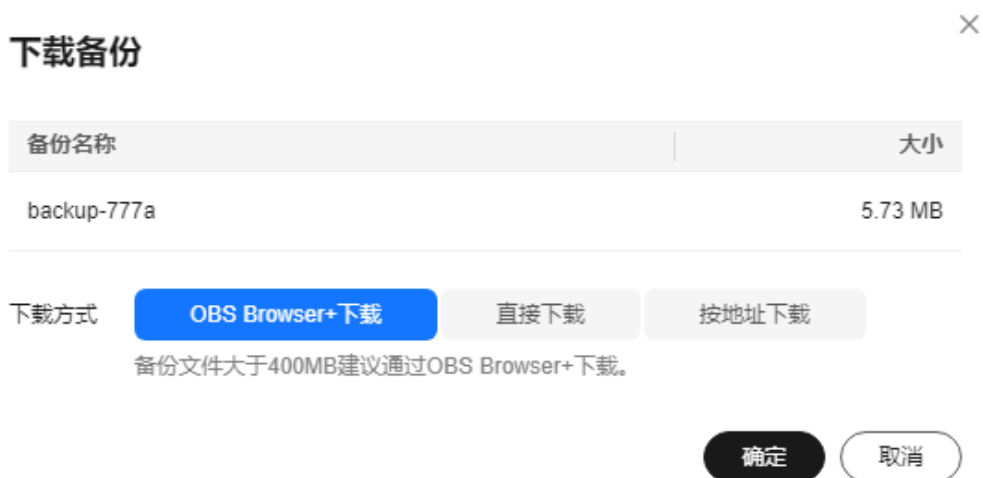 下载备份
备份名称 大小
backup-777a 5.73 MB
下载方式 OBS Browser+下载 直接下载 按地址下载
备份文件大于400MB建议通过OBS Browser+下载。
确定 取消